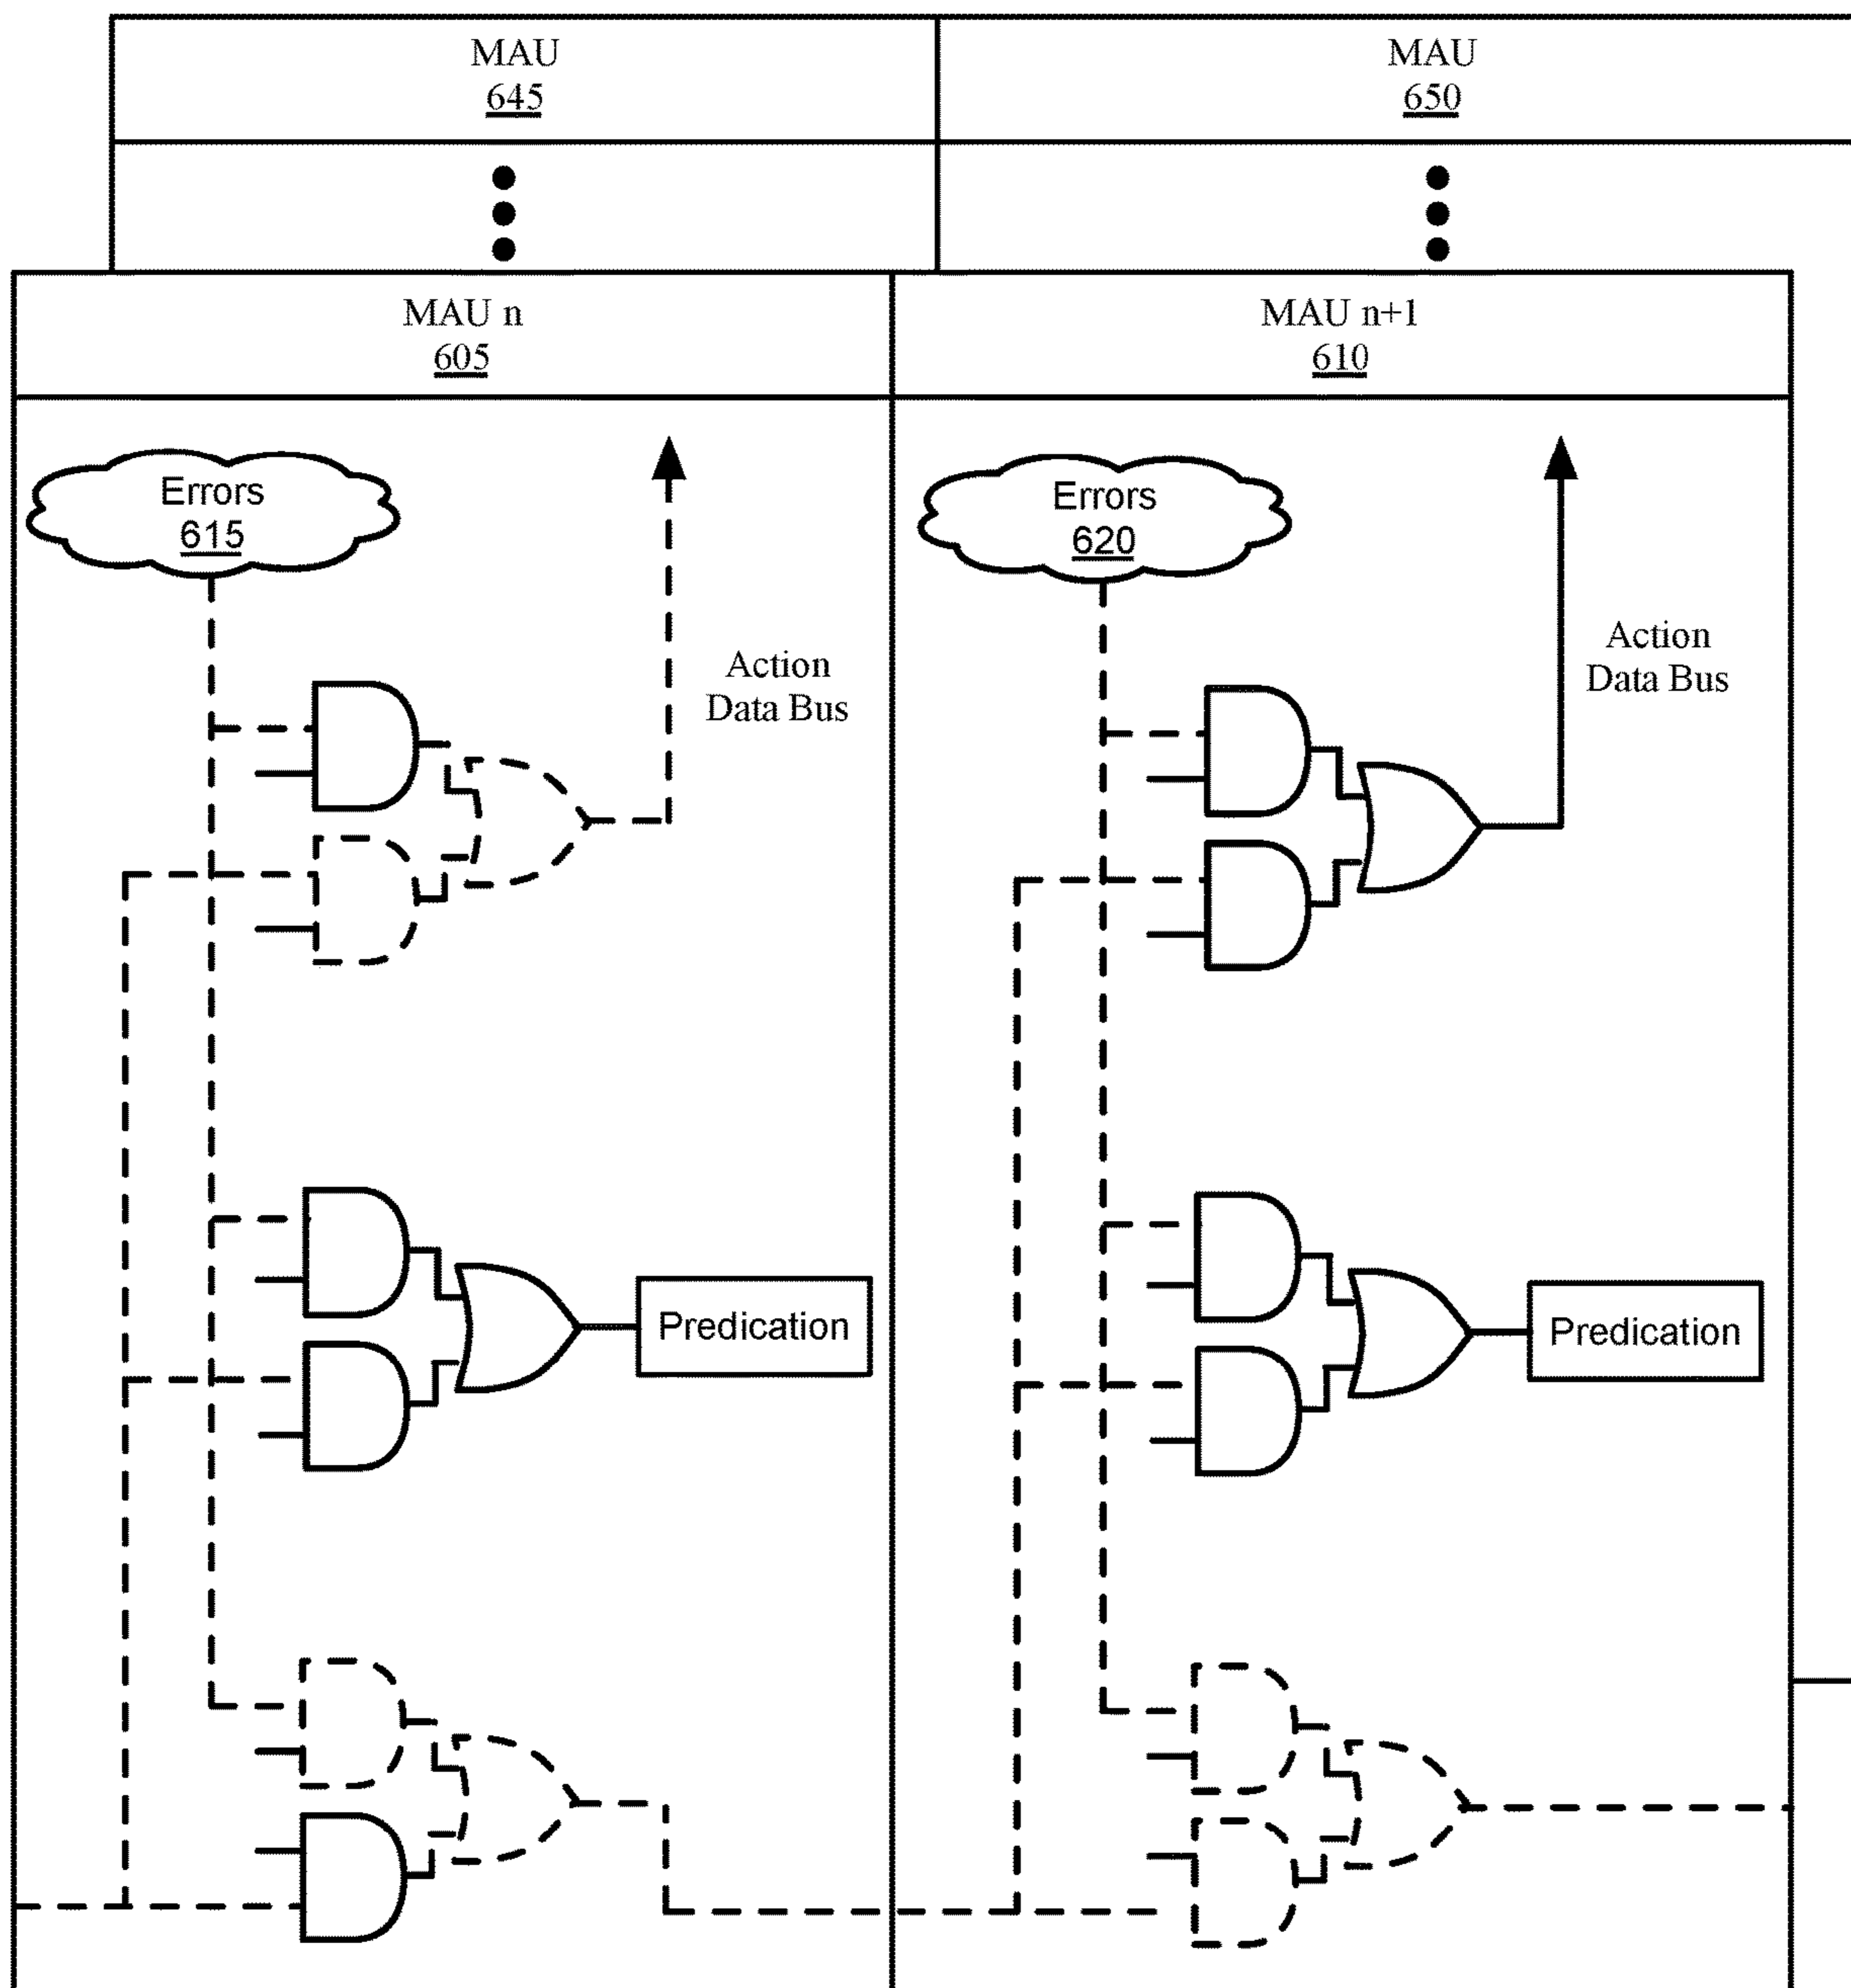 MAU
645
MAU
650
MAU n
605
MAU n+1
610
Errors
615
Errors
620
Action
Data Bus
Action
Data Bus
Predication
Predication